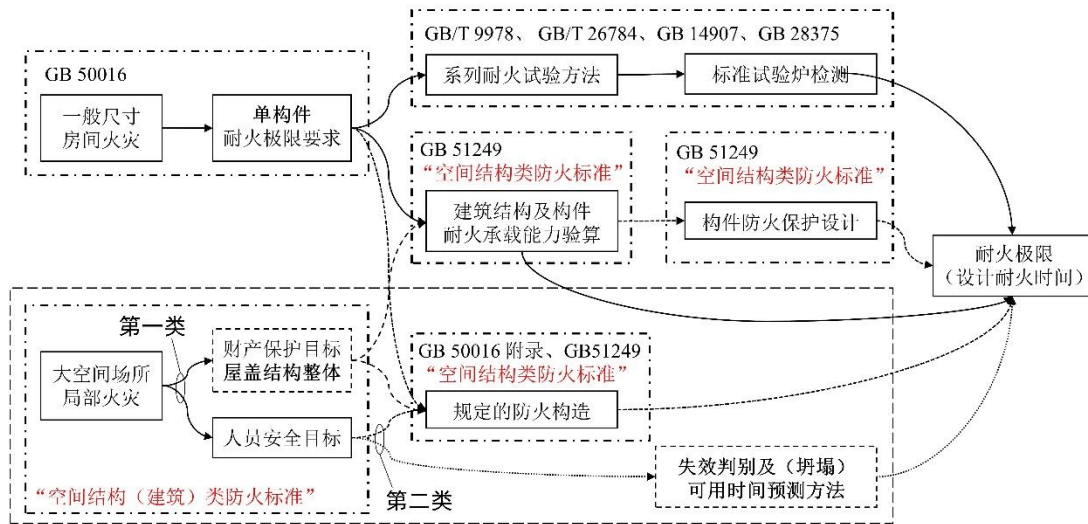 GB/T 9978、 GB/T 26784、GB 14907、GB 28375
系列耐火试验方法
标准试验炉检测
GB 50016
一般尺寸
房间火灾
单构件
耐火极限要求
GB 51249
“空间结构类防火标准”
建筑结构及构件
耐火承载能力验算
GB 51249
“空间结构类防火标准”
构件防火保护设计
耐火极限
（设计耐火时间）
第一类
大空间场所
局部火灾
财产保护目标
屋盖结构整体
人员安全目标
“空间结构（建筑）类防火标准”
第二类
GB 50016 附录、GB51249
“空间结构类防火标准”
规定的防火构造
失效判别及（坍塌）
可用时间预测方法